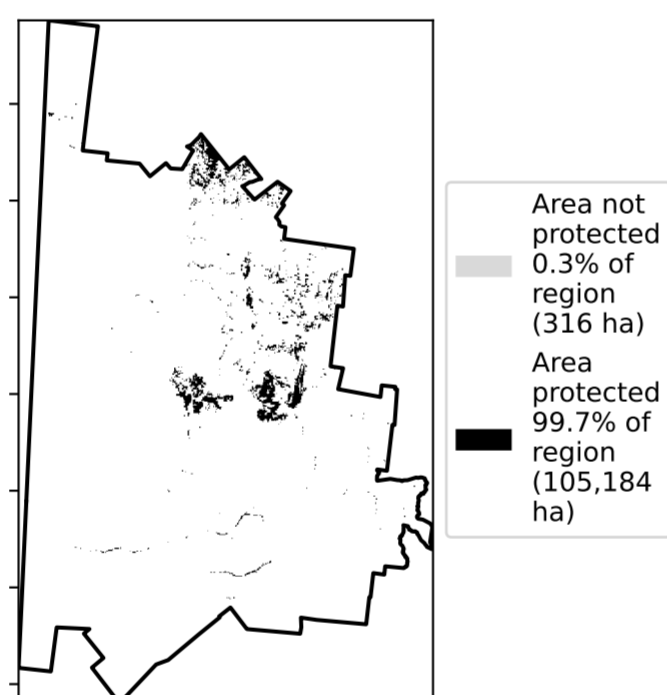 Area not
protected
0.3% of
region
(316 ha)
Area
protected
99.7% of
region
(105,184
ha)